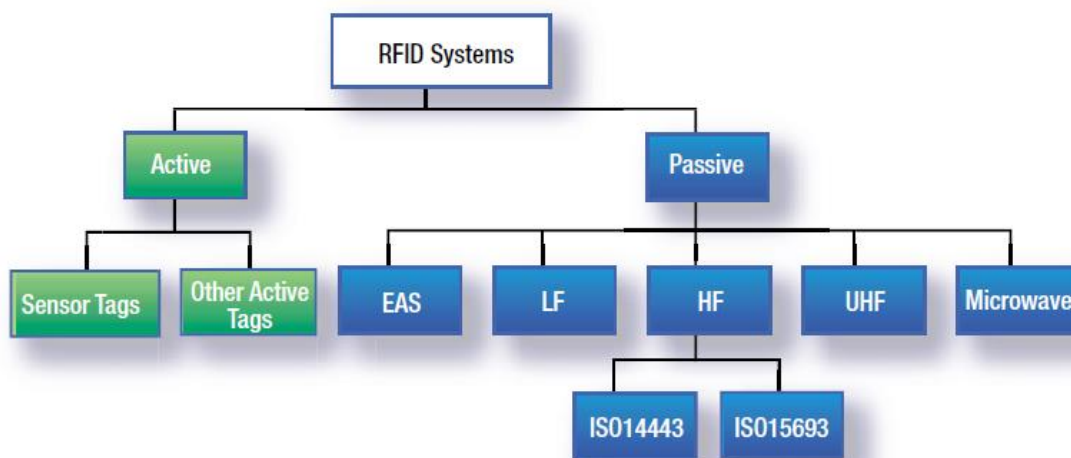 RFID Systems
Active
Passive
Sensor Tags
Other Active
Tags
EAS
LF
HF
UHF
Microwave
ISO14443
ISO15693